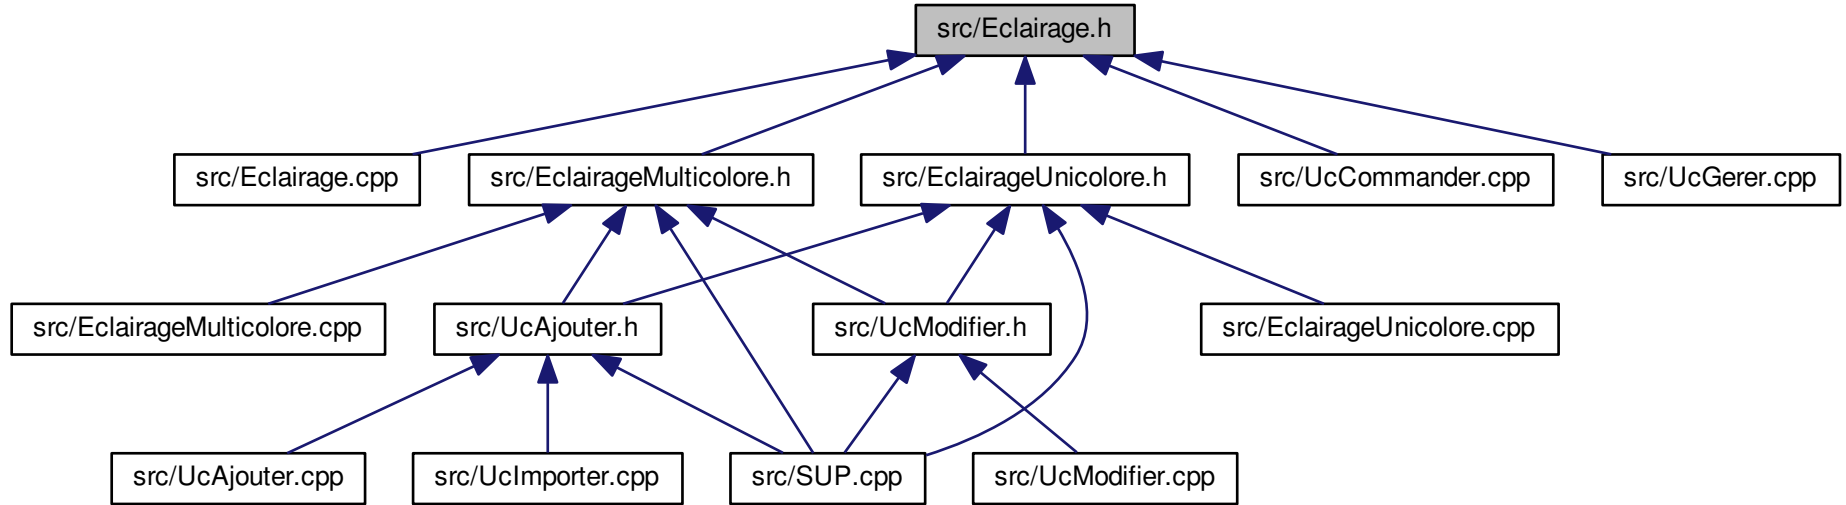 src/Eclairage.h
src/Eclairage.cpp
src/EclairageMulticolore.h
src/EclairageUnicolore.h
src/UcCommander.cpp
src/UcGerer.cpp
src/EclairageMulticolore.cpp
src/UcAjouter.h
src/UcModifier.h
src/EclairageUnicolore.cpp
src/UcAjouter.cpp
src/UcImporter.cpp
src/SUP.cpp
src/UcModifier.cpp